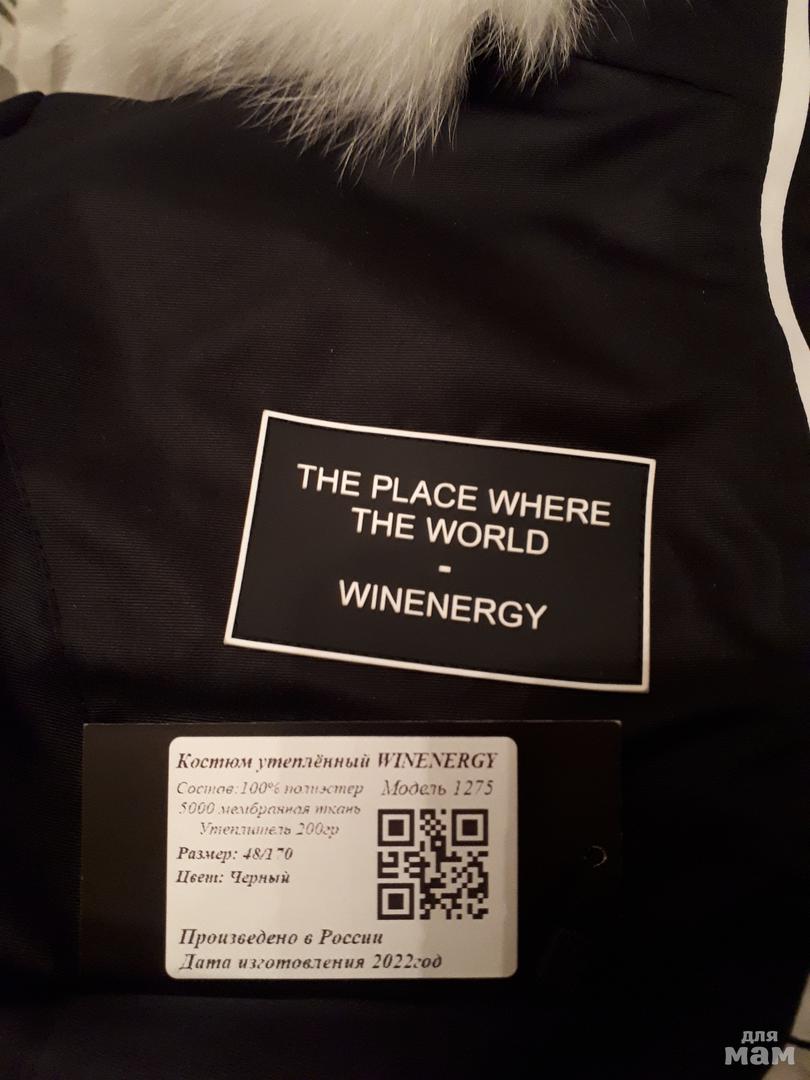 THE PLACE WHERE
THE WORLD
-
WINENERGY
Костюм утеплённый WINENERGY
Состав:100% полиэстер Модель 1275
5000 мембранная ткань
Утеплитель 200гр
Размер: 48/170
Цвет: Черный
Произведено в России
Дата изготовления 2022год
для
мам